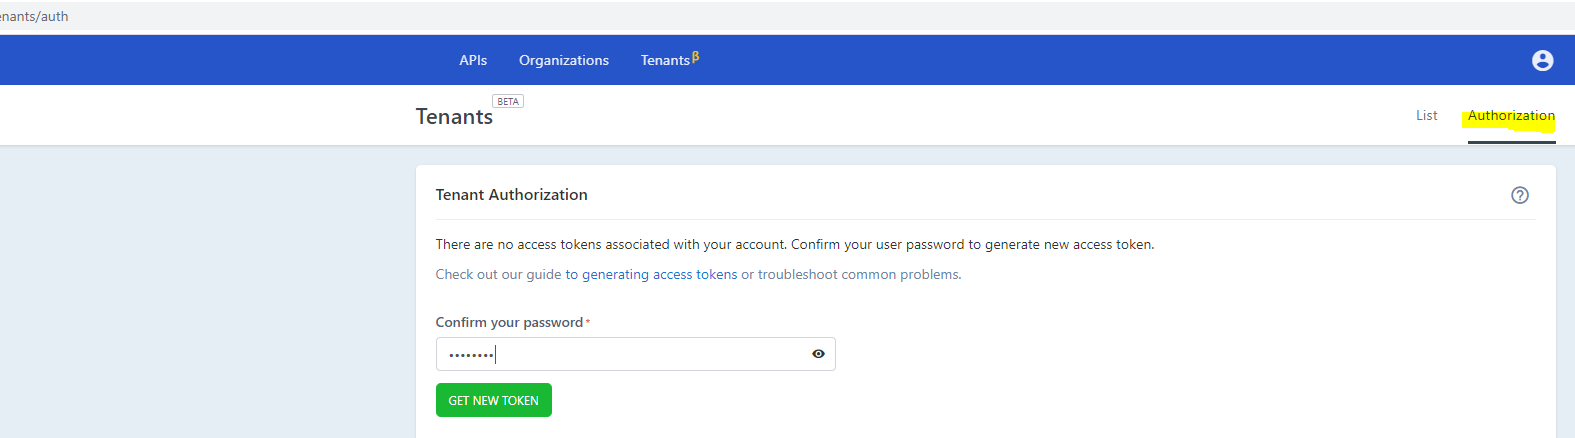 enants/auth
APIs Organizations Tenantsβ
Tenants BETA
List Authorization
Tenant Authorization
There are no access tokens associated with your account. Confirm your user password to generate new access token.
Check out our guide to generating access tokens or troubleshoot common problems.
Confirm your password*
••••••••
GET NEW TOKEN